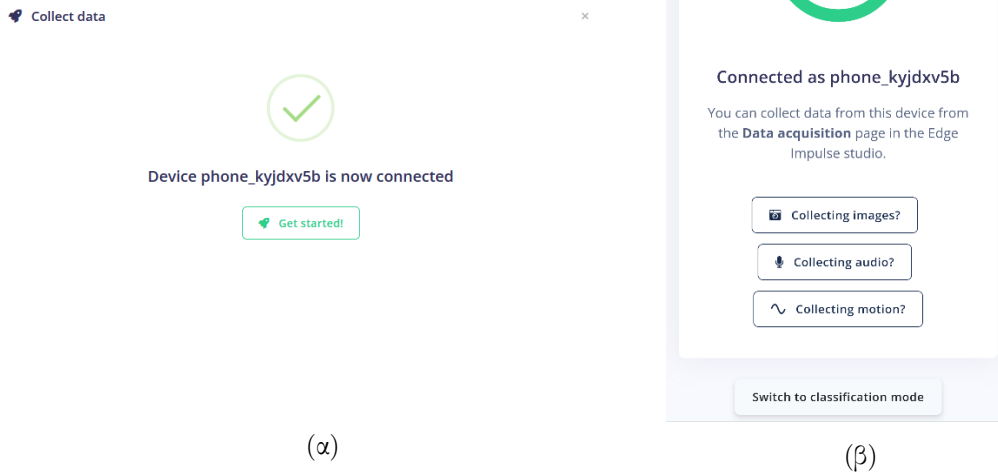 Collect data
×
Device phone_kyjdxv5b is now connected
Get started!
(α)
Connected as phone_kyjdxv5b
You can collect data from this device from
the Data acquisition page in the Edge
Impulse studio.
Collecting images?
Collecting audio?
Collecting motion?
Switch to classification mode
(β)